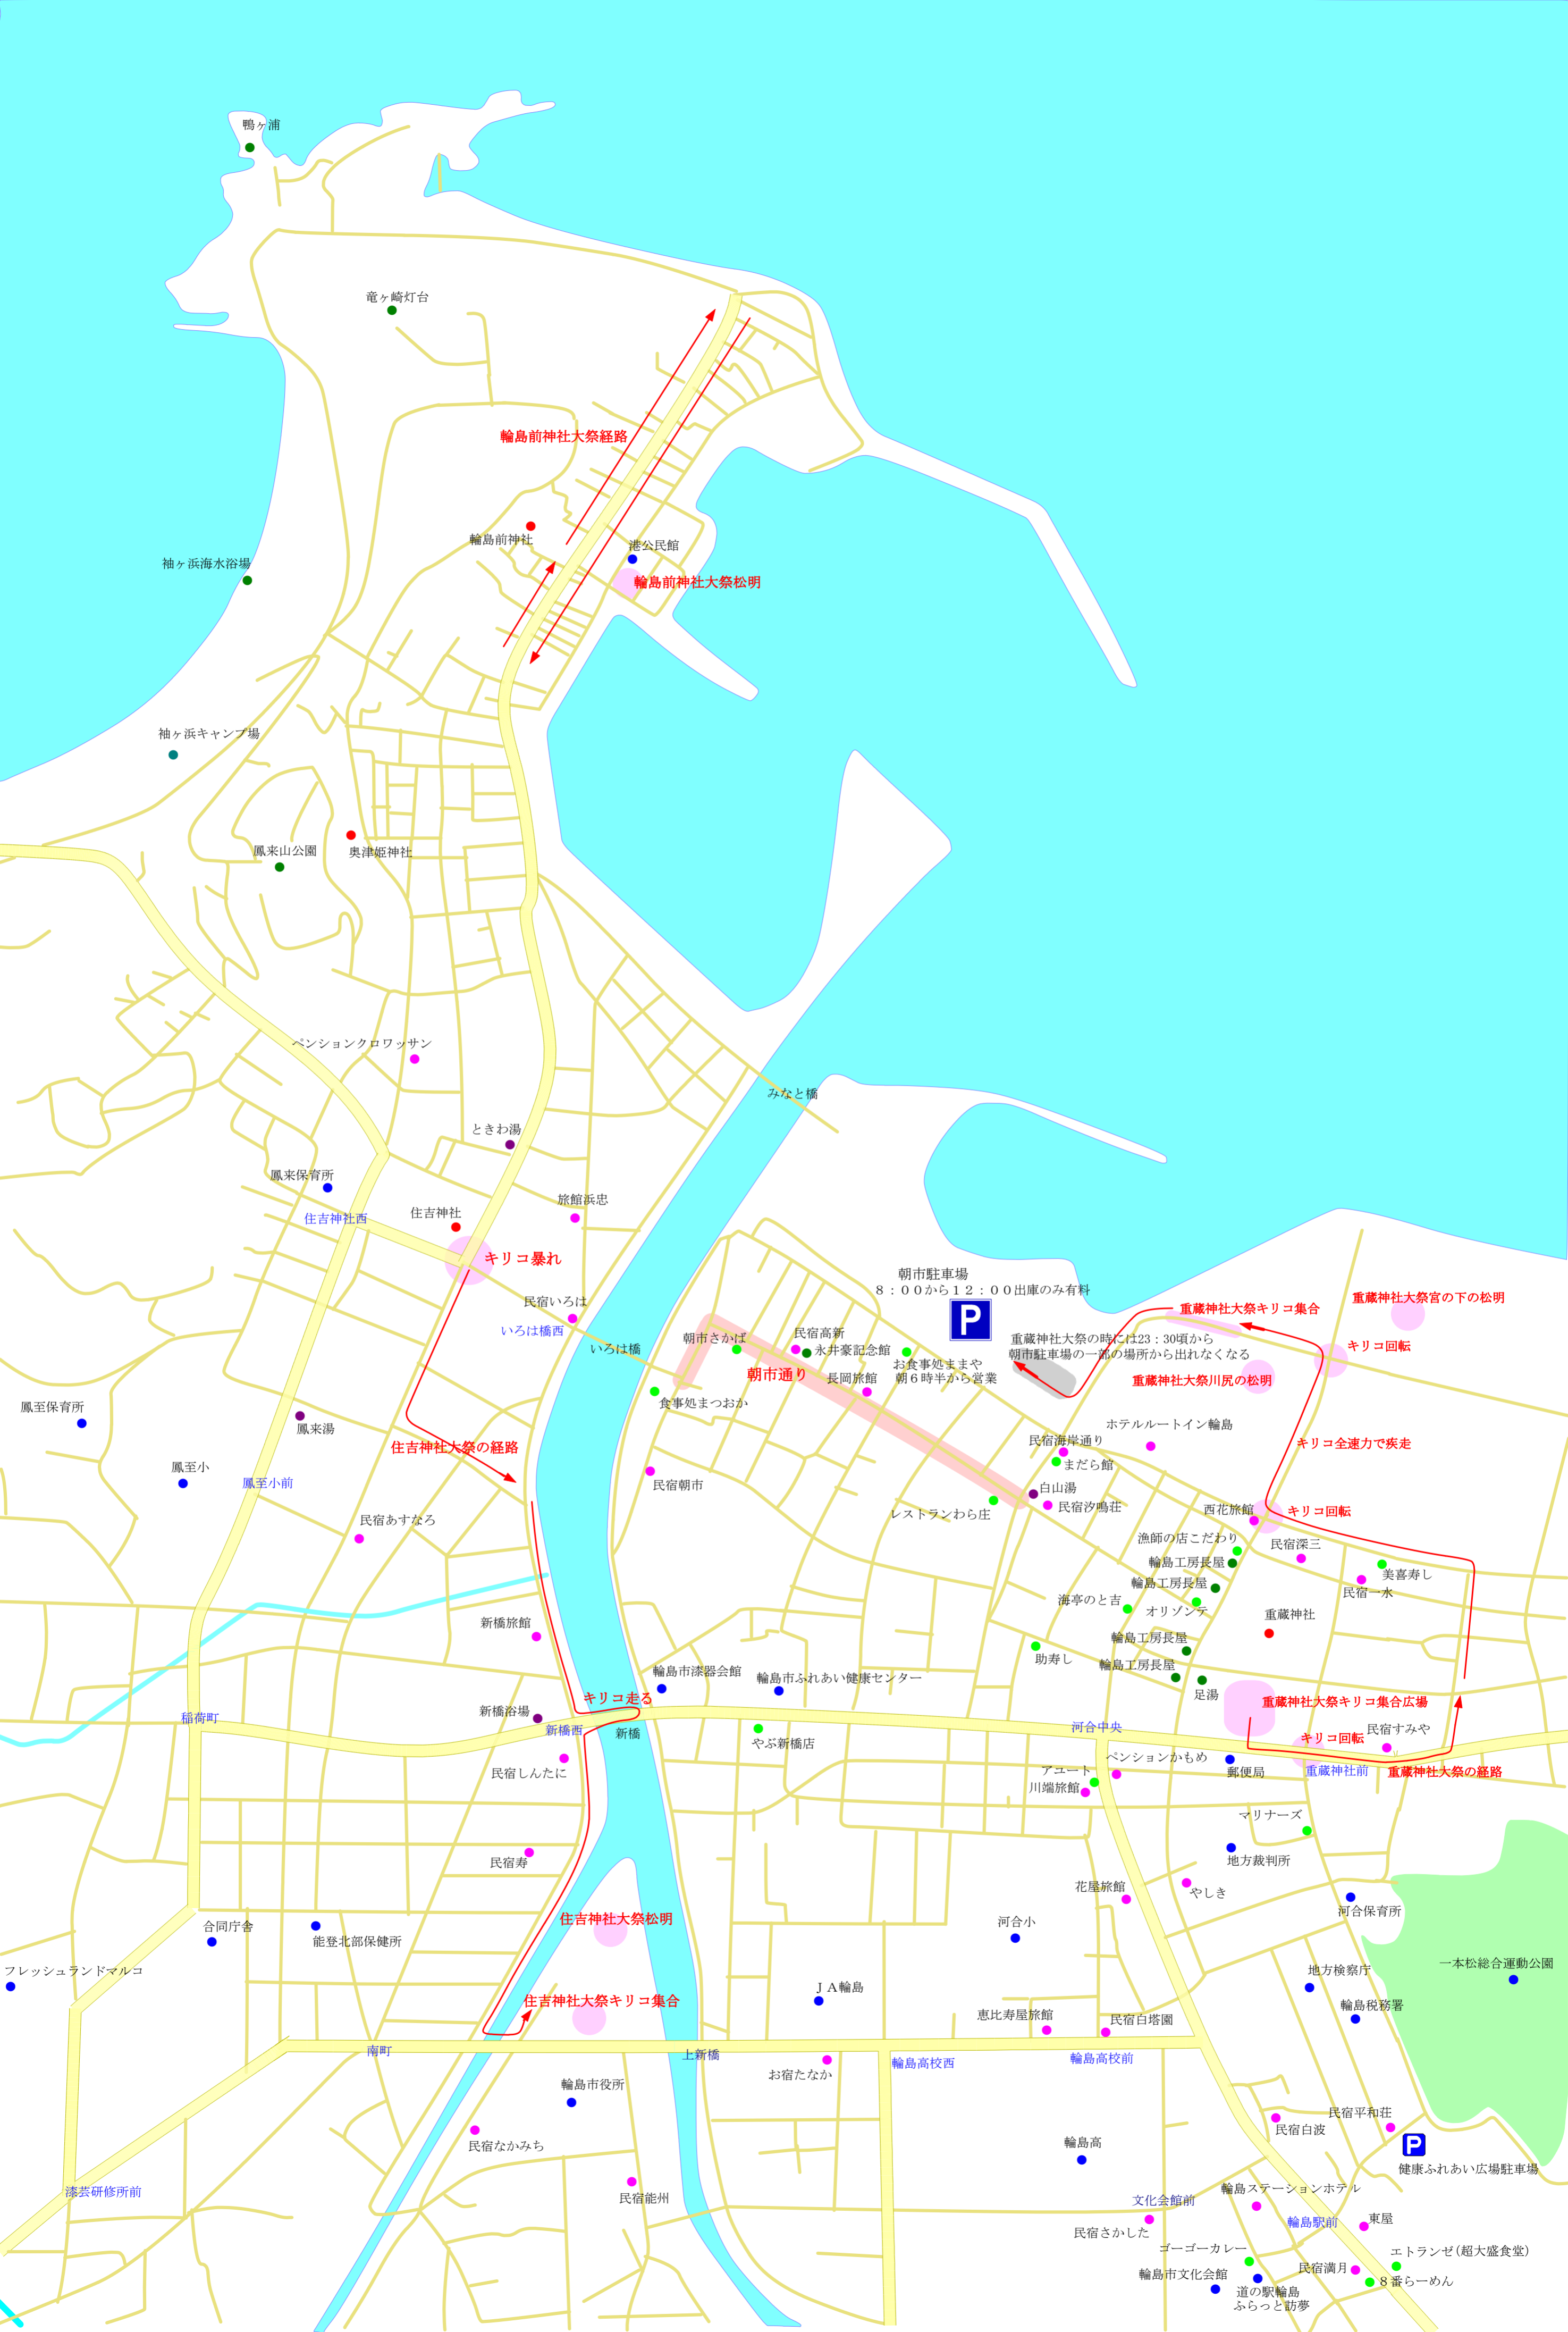 鴨ヶ浦
竜ヶ崎灯台
輪島前神社大祭経路
輪島前神社
港公民館
袖ヶ浜海水浴場
輪島前神社大祭松明
袖ヶ浜キャンプ場
鳳来山公園
奥津姫神社
ペンションクロワッサン
みなと橋
ときわ湯
鳳来保育所
旅館浜忠
住吉神社西
住吉神社
キリコ暴れ
朝市駐車場
8：00から12：00出庫のみ有料
P
民宿いろは
いろは橋西
いろは橋
朝市さかば
民宿高新
永井豪記念館
お食事処ままや
朝6時半から営業
長岡旅館
朝市通り
食事処まつおか
重蔵神社大祭の時には23：30頃から
朝市駐車場の一部の場所から出れなくなる
重蔵神社大祭キリコ集合
重蔵神社大祭宮の下の松明
キリコ回転
重蔵神社大祭川尻の松明
鳳至保育所
鳳来湯
住吉神社大祭の経路
ホテルルートイン輪島
民宿海岸通り
まだら館
キリコ全速力で疾走
鳳至小
鳳至小前
民宿朝市
白山湯
民宿汐鳴荘
レストランわら庄
西花旅館
キリコ回転
民宿あすなろ
漁師の店こだわり
輪島工房長屋
民宿深三
美喜寿し
民宿一水
輪島工房長屋
海亭のと吉
オリゾンテ
重蔵神社
新橋旅館
輪島工房長屋
助寿し
輪島工房長屋
足湯
輪島市漆器会館
輪島市ふれあい健康センター
キリコ走る
重蔵神社大祭キリコ集合広場
稲荷町
新橋浴場
新橋西
新橋
やぶ新橋店
河合中央
キリコ回転
民宿すみや
民宿しんたに
ペンションかもめ
アユート
川端旅館
郵便局
重蔵神社前
重蔵神社大祭の経路
マリナーズ
民宿寿
地方裁判所
花屋旅館
やしき
河合保育所
住吉神社大祭松明
合同庁舎
能登北部保健所
河合小
フレッシュランドマルコ
地方検察庁
一本松総合運動公園
住吉神社大祭キリコ集合
JA輪島
恵比寿屋旅館
民宿白塔園
輪島税務署
南町
上新橋
輪島高校西
輪島高校前
お宿たなか
輪島市役所
民宿なかみち
民宿白波
民宿平和荘
輪島高
P
健康ふれあい広場駐車場
漆芸研修所前
民宿能州
文化会館前
輪島ステーションホテル
民宿さかした
輪島駅前
東屋
ゴーゴーカレー
エトランゼ(超大盛食堂)
輪島市文化会館
民宿満月
8番らーめん
道の駅輪島
ふらっと訪夢